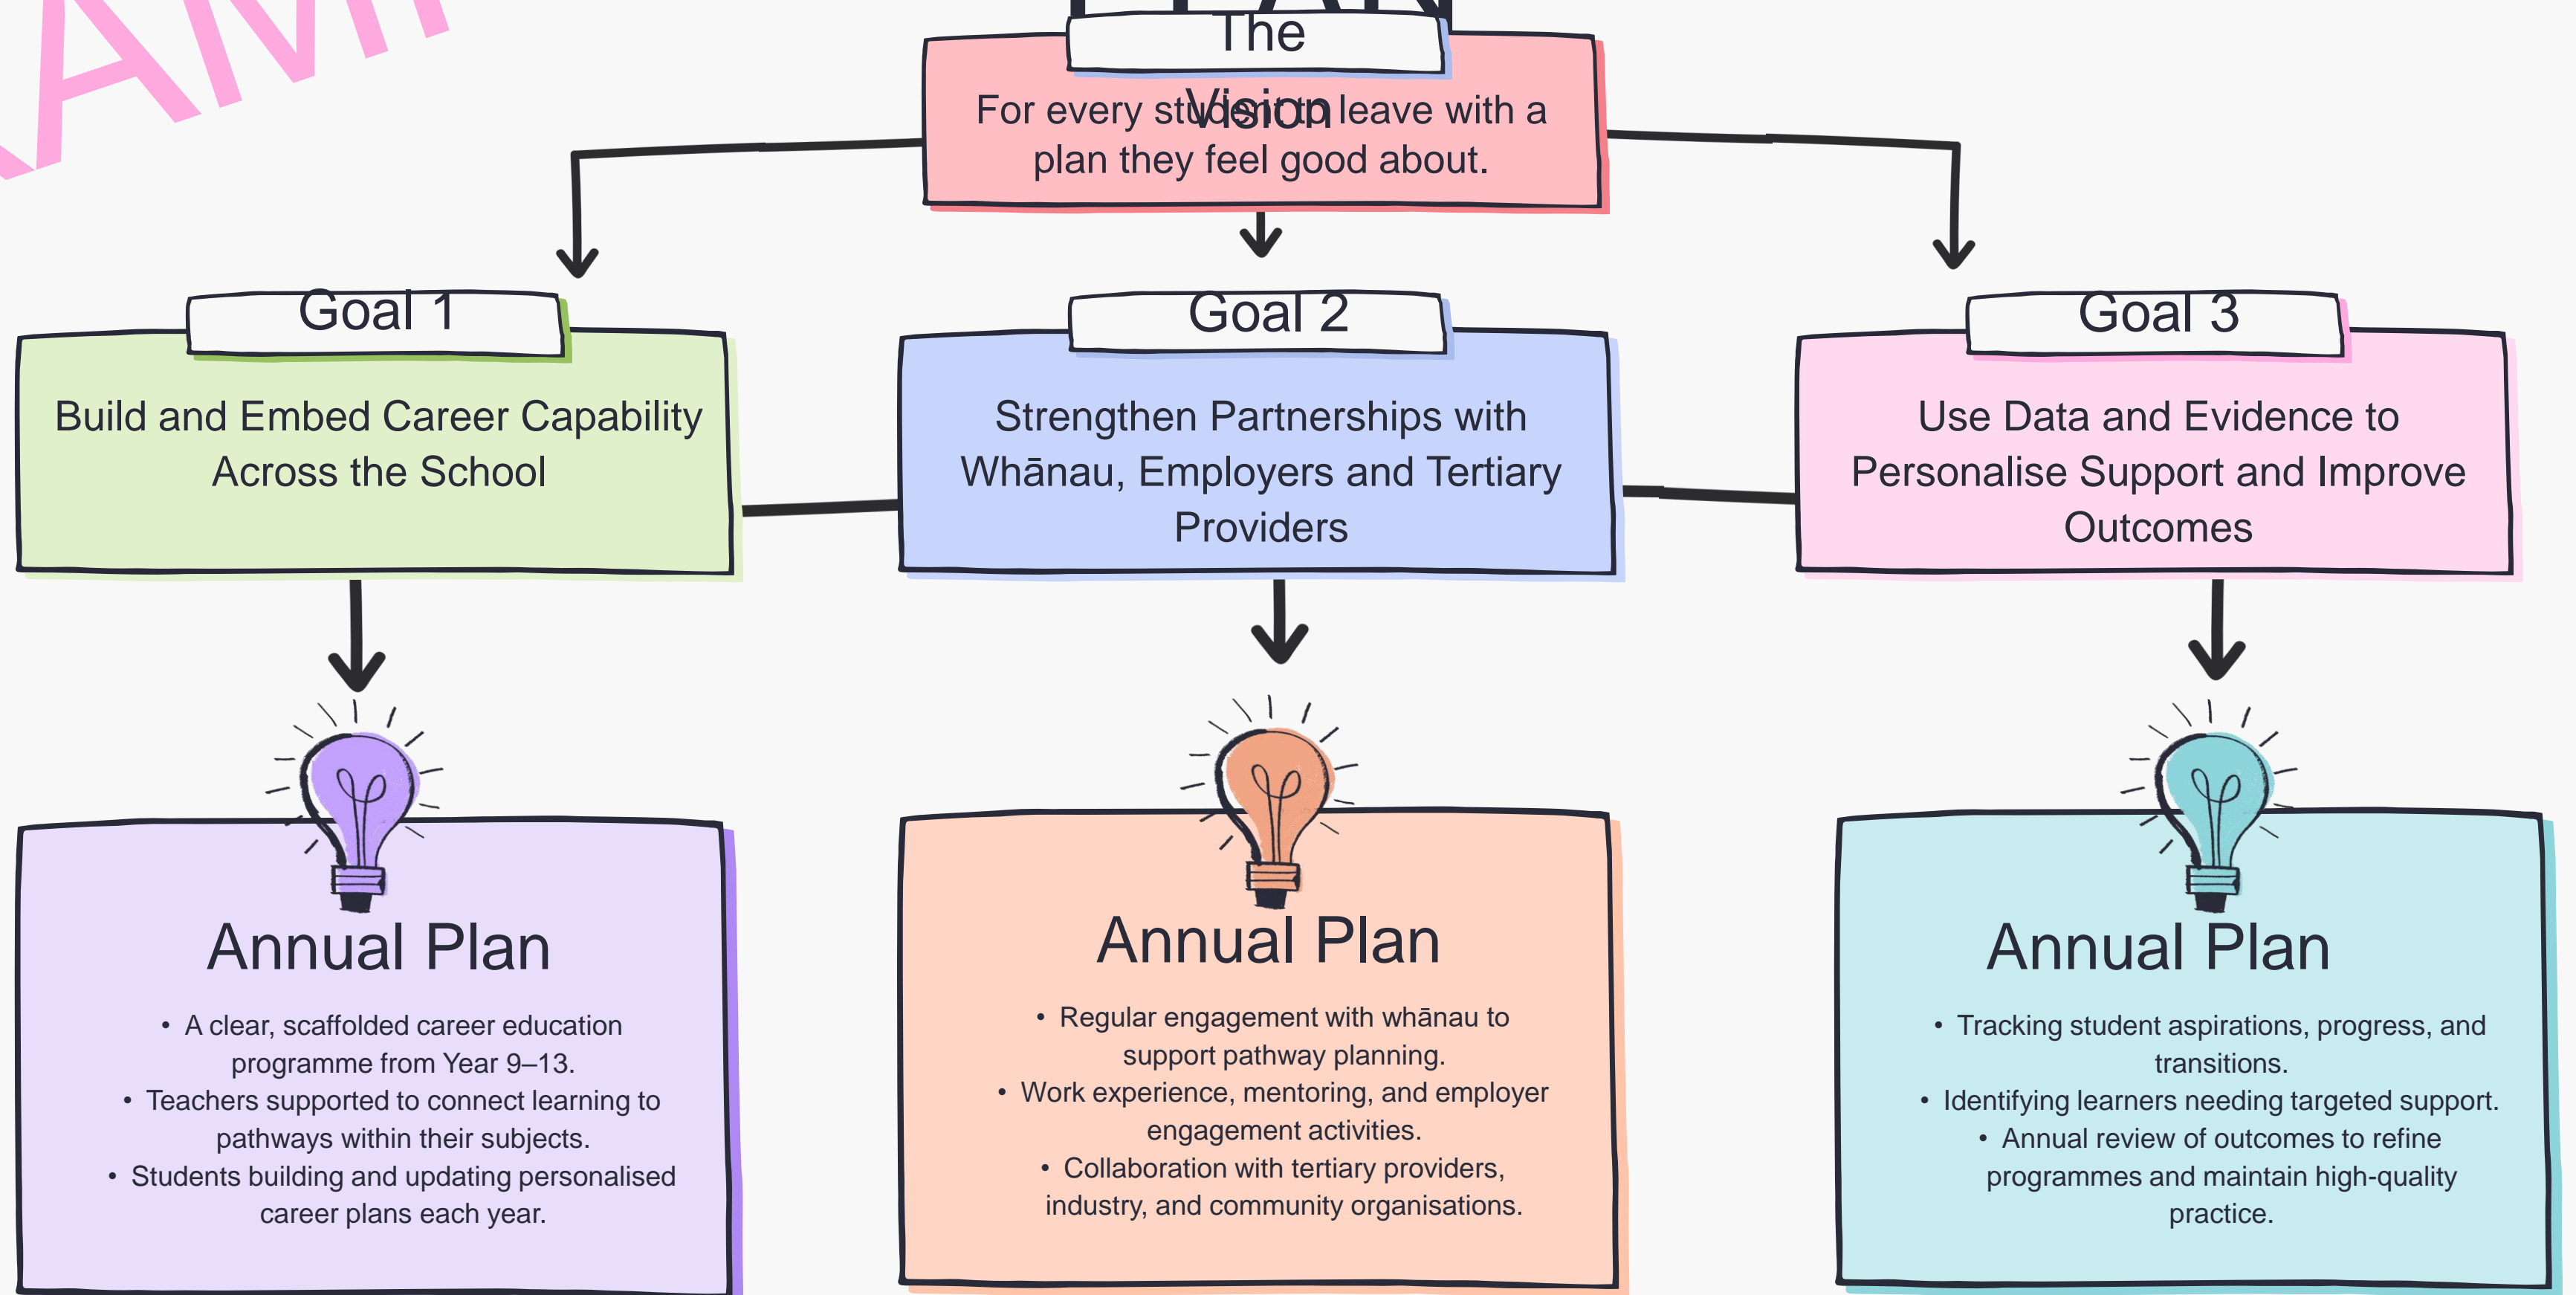 PLAN
The
Vision
For every student to leave with a
plan they feel good about.
Goal 1
Goal 2
Goal 3
Build and Embed Career Capability
Across the School
Strengthen Partnerships with
Whānau, Employers and Tertiary
Providers
Use Data and Evidence to
Personalise Support and Improve
Outcomes
Annual Plan
• A clear, scaffolded career education
programme from Year 9–13.
• Teachers supported to connect learning to
pathways within their subjects.
• Students building and updating personalised
career plans each year.
Annual Plan
• Regular engagement with whānau to
support pathway planning.
• Work experience, mentoring, and employer
engagement activities.
• Collaboration with tertiary providers,
industry, and community organisations.
Annual Plan
• Tracking student aspirations, progress, and
transitions.
• Identifying learners needing targeted support.
• Annual review of outcomes to refine
programmes and maintain high-quality
practice.